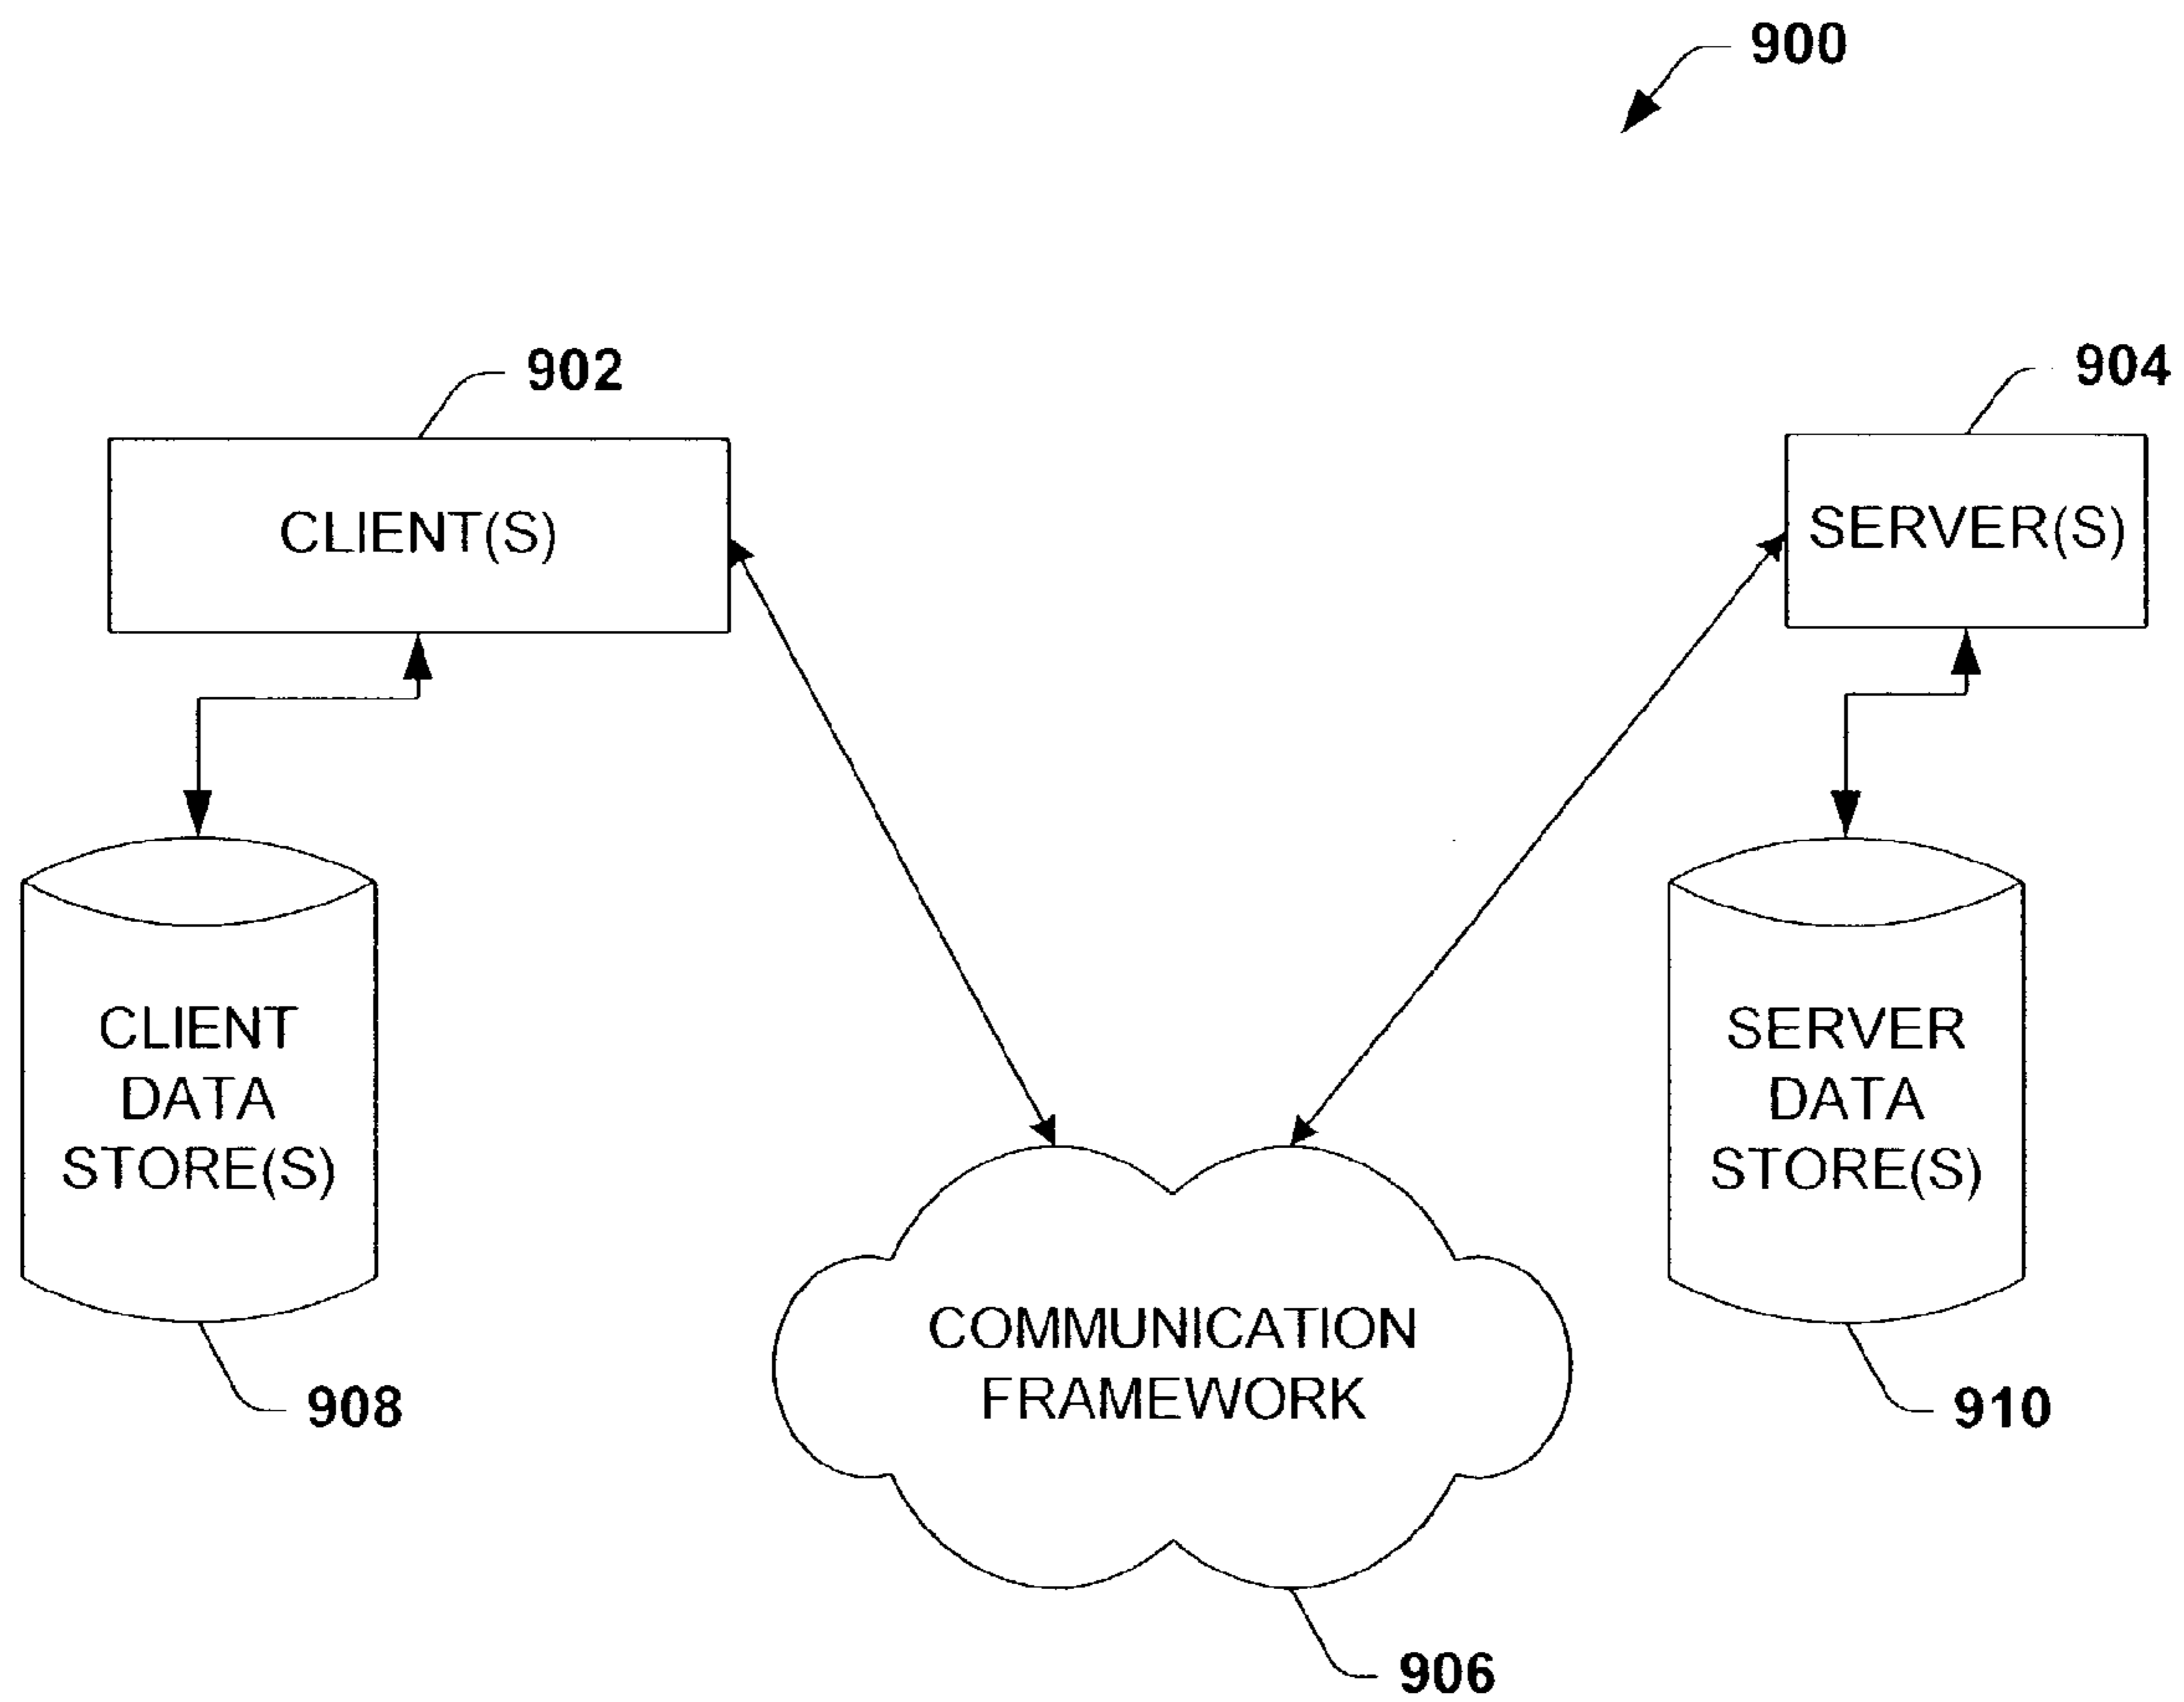 900
902
904
CLIENT(S)
SERVER(S)
CLIENT
DATA
STORE(S)
SERVER
DATA
STORE(S)
COMMUNICATION
FRAMEWORK
908
910
906